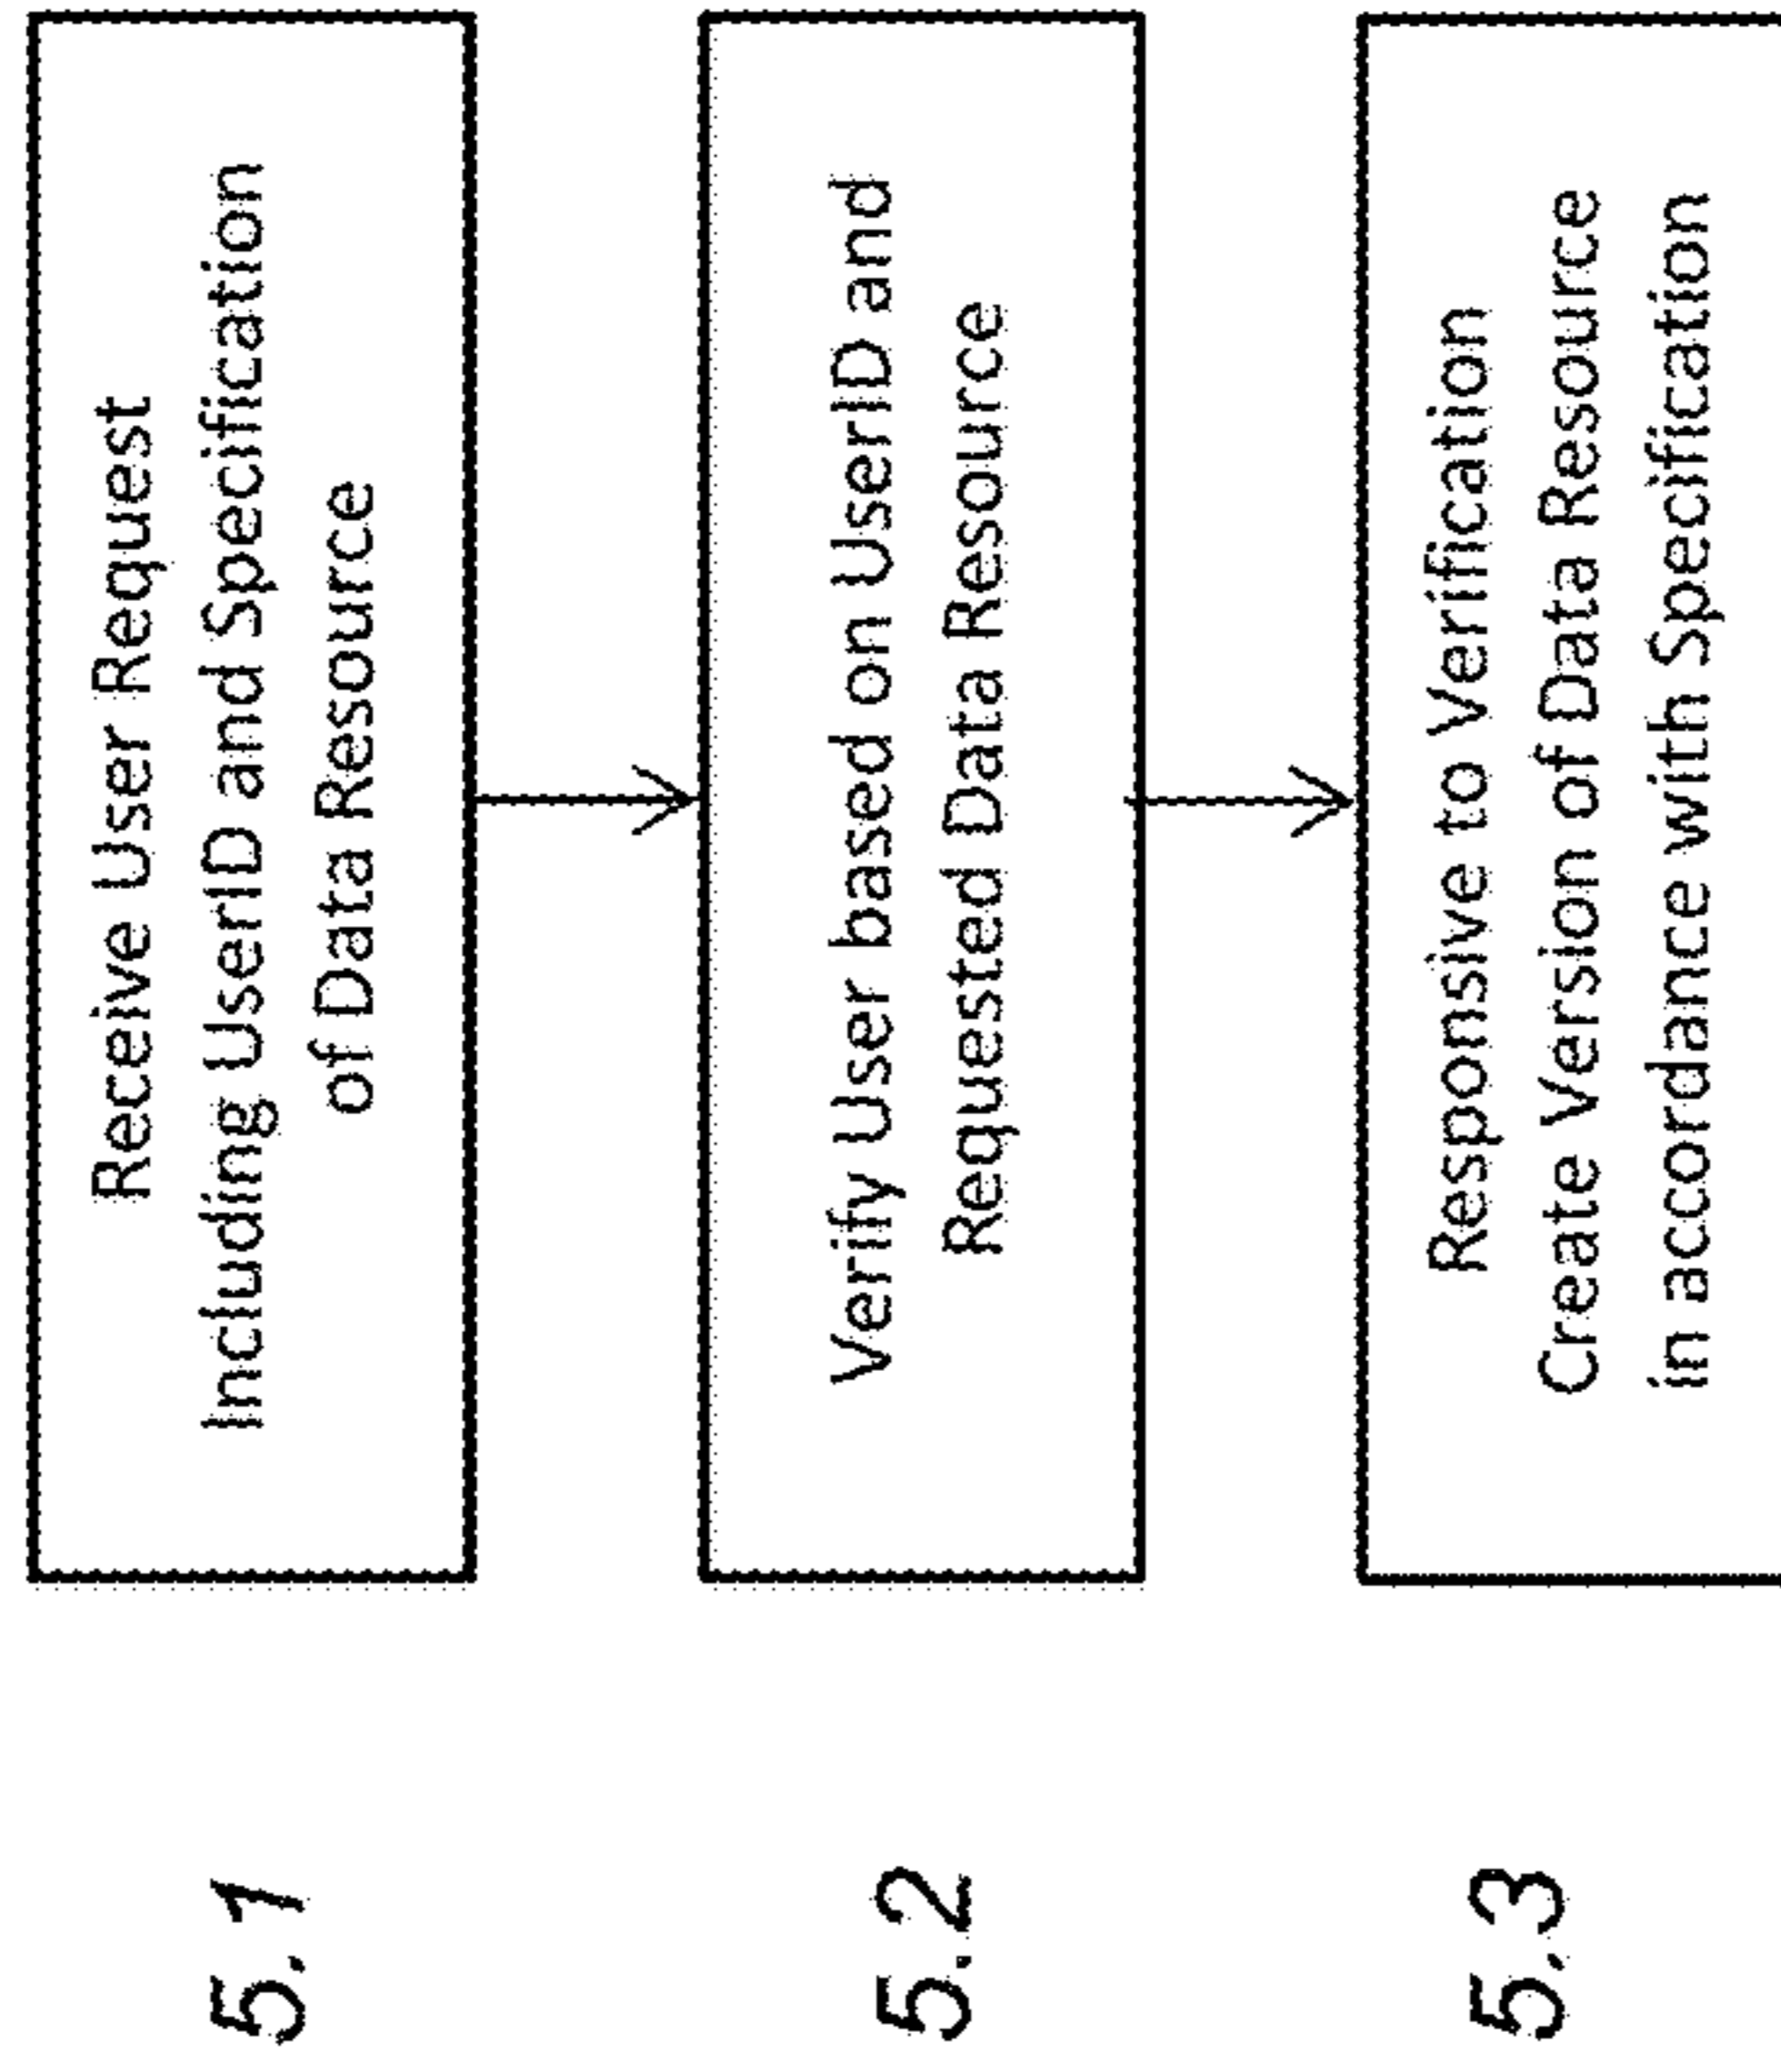 5.1
Receive User Request
Including UserID and Specification
of Data Resource
5.2
Verify User based on UserID and
Requested Data Resource
5.3
Responsive to Verification
Create Version of Data Resource
in accordance with Specification